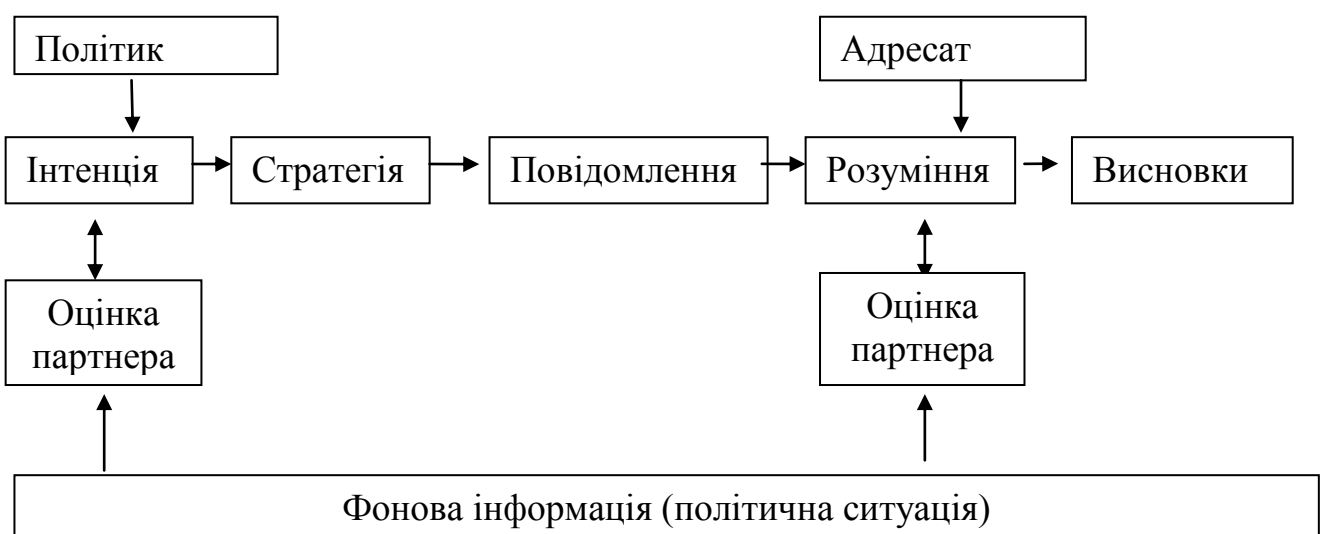 Політик
Адресат
Інтенція
Стратегія
Повідомлення
Розуміння
Висновки
Оцінка
партнера
Оцінка
партнера
Фонова інформація (політична ситуація)